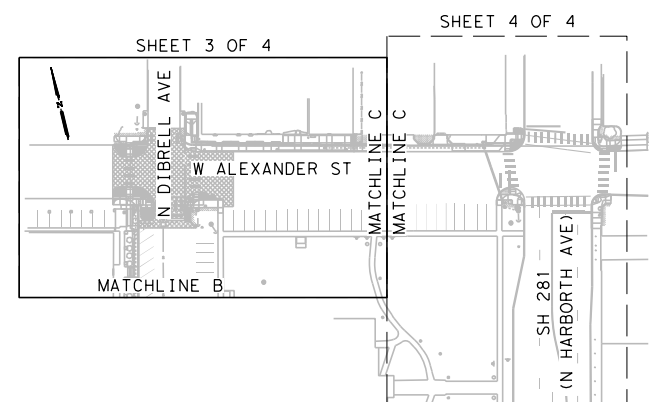 SHEET 4 OF 4
SHEET 3 OF 4
N
N DIBRELL AVE
W ALEXANDER ST
MATCHLINE C
MATCHLINE C
MATCHLINE B
SH 281
(N HARBORTH AVE)